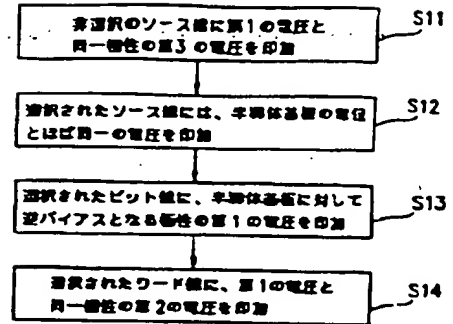 非選択のソース線に第1の電圧と
同一極性の第3の電圧を印加
S11
選択されたソース線には、半導体基板の電位
とほぼ同一の電圧を印加
S12
選択されたビット線に、半導体基板に対して
逆バイアスとなる極性の第1の電圧を印加
S13
選択されたワード線に、第1の電圧と
同一極性の第2の電圧を印加
S14